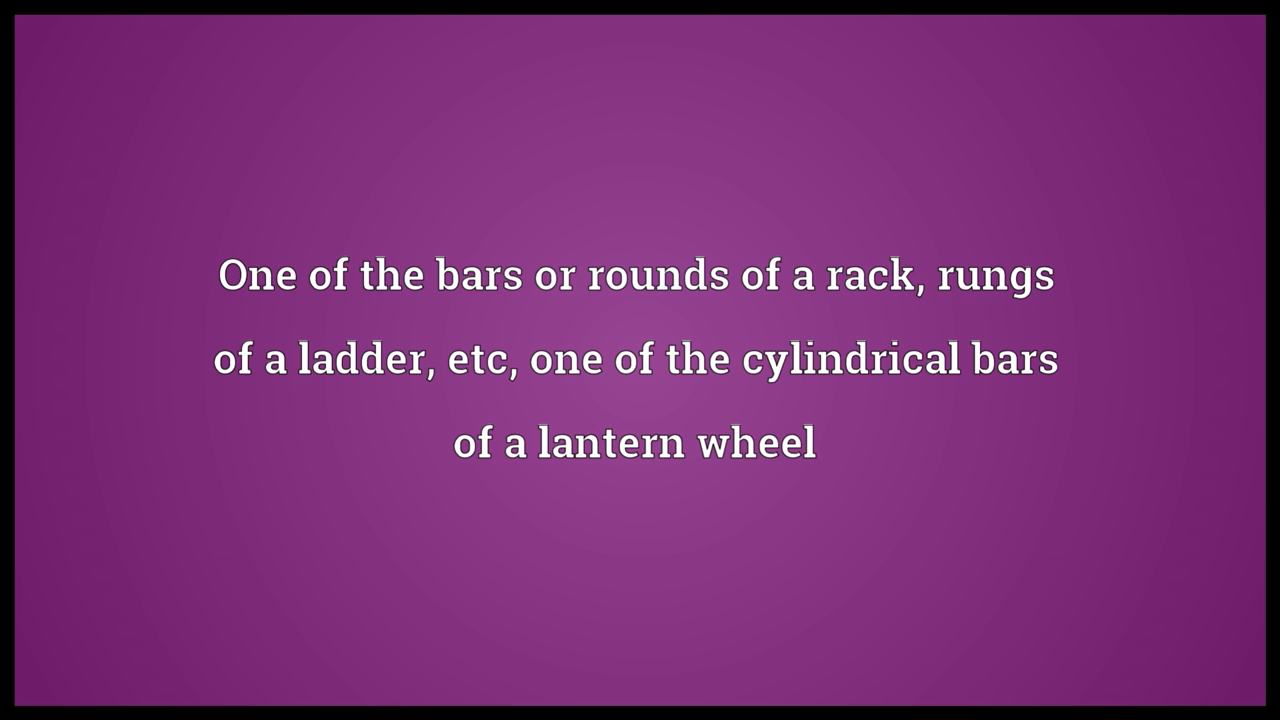 One of the bars or rounds of a rack, rungs
of a ladder, etc, one of the cylindrical bars
of a lantern wheel